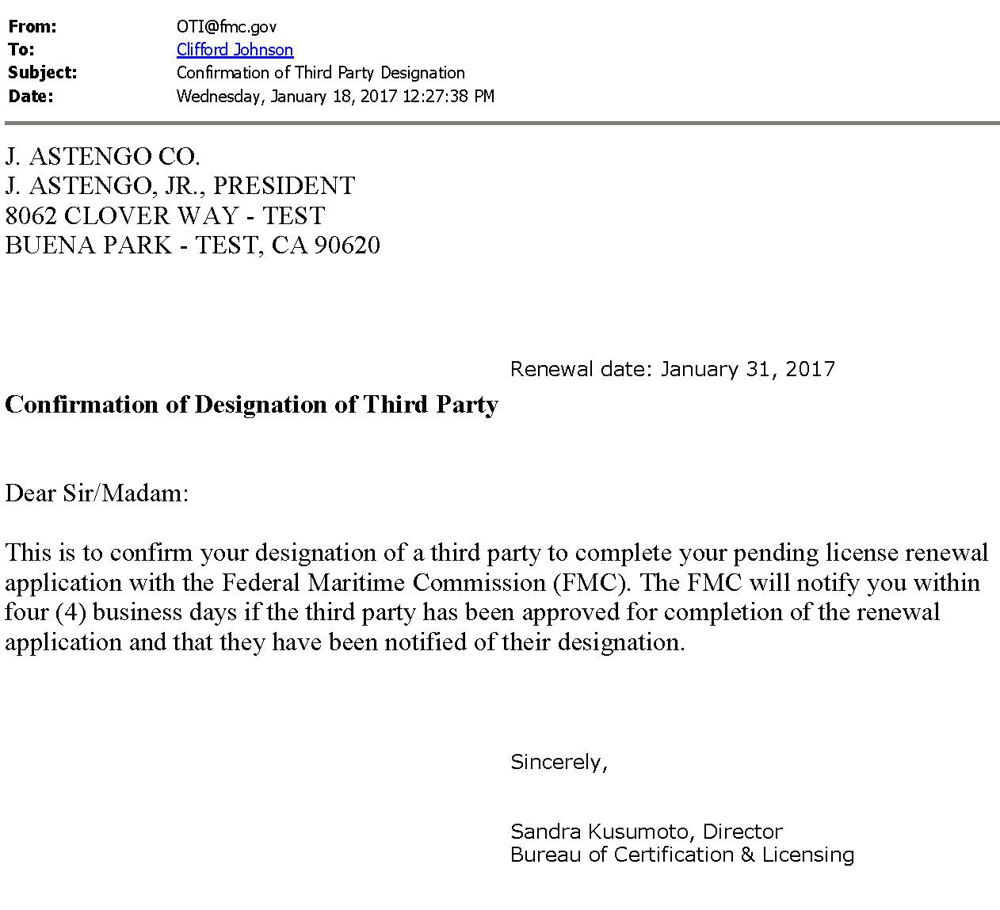 From: OTI@fmc.gov
To: Clifford Johnson
Subject: Confirmation of Third Party Designation
Date: Wednesday, January 18, 2017 12:27:38 PM
J. ASTENGO CO.
J. ASTENGO, JR., PRESIDENT
8062 CLOVER WAY - TEST
BUENA PARK - TEST, CA 90620
Renewal date: January 31, 2017
Confirmation of Designation of Third Party
Dear Sir/Madam:
This is to confirm your designation of a third party to complete your pending license renewal
application with the Federal Maritime Commission (FMC). The FMC will notify you within
four (4) business days if the third party has been approved for completion of the renewal
application and that they have been notified of their designation.
Sincerely,
Sandra Kusumoto, Director
Bureau of Certification & Licensing